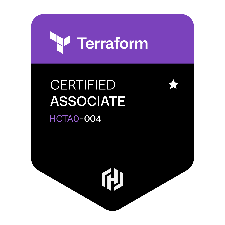 Terraform
CERTIFIED
ASSOCIATE
HCTA0-004